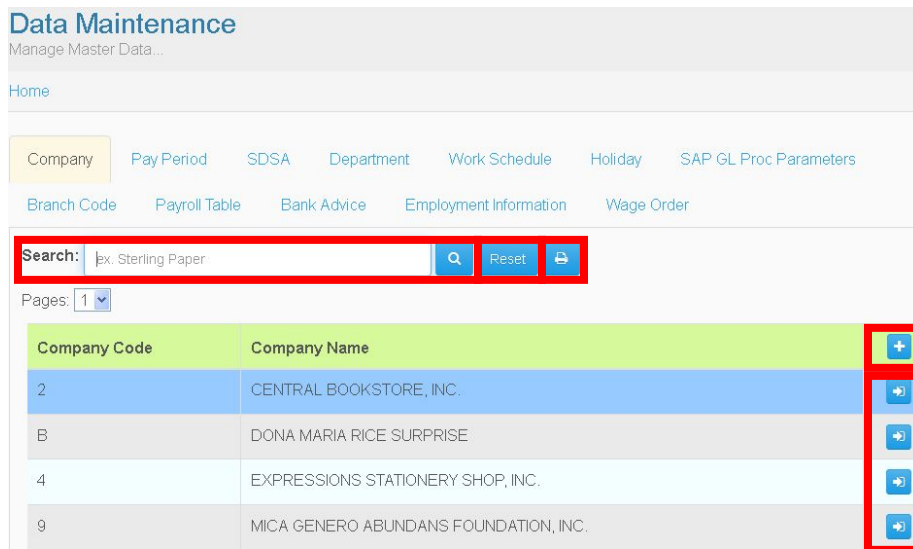 Data Maintenance
Manage Master Data...
Home
Company Pay Period SDSA Department Work Schedule Holiday SAP GL Proc Parameters
Branch Code Payroll Table Bank Advice Employment Information Wage Order
Search: ex. Sterling Paper Reset
Pages: 1
Company Code Company Name
2 CENTRAL BOOKSTORE, INC.
B DONA MARIA RICE SURPRISE
4 EXPRESSIONS STATIONERY SHOP, INC.
9 MICA GENERO ABUNDANS FOUNDATION, INC.